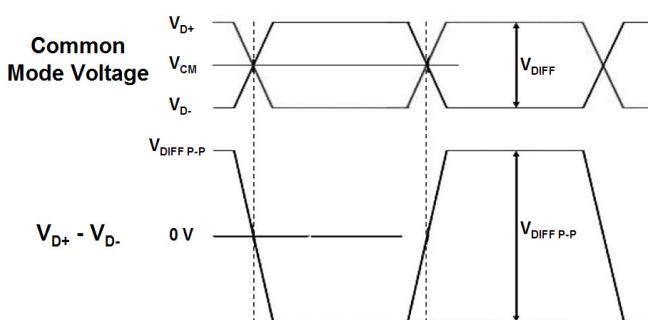 Common
Mode Voltage
VD+
VCM
VD-
VDIFF
VDIFF P-P
VD+ - VD-
0 V
VDIFF P-P